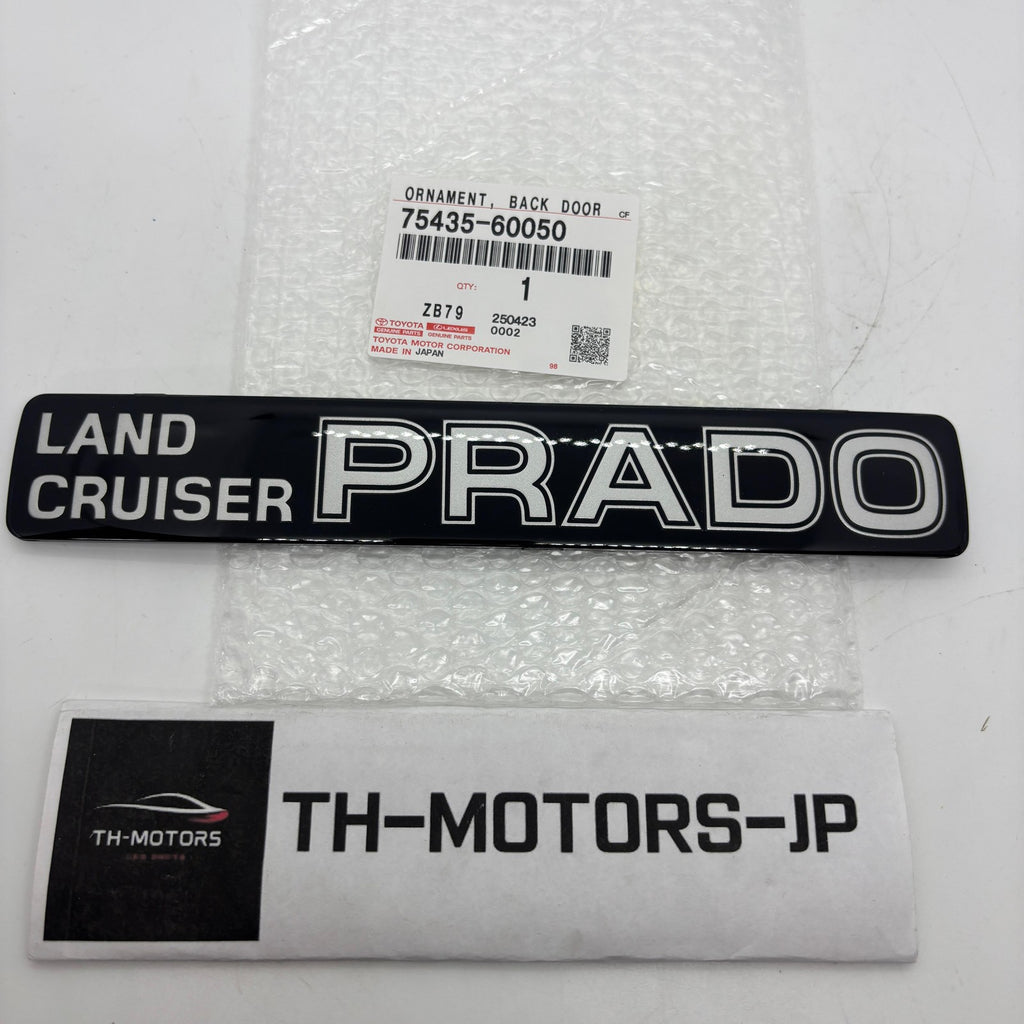 ORNAMENT, BACK DOOR CF
75435-60050
QTY: 1
ZB79 250423
TOYOTA LEXUS 0002
GENUINE PARTS GENUINE PARTS
TOYOTA MOTOR CORPORATION
MADE IN JAPAN
98
LAND
CRUISER
PRADO
TH-MOTORS
TH-MOTORS-JP